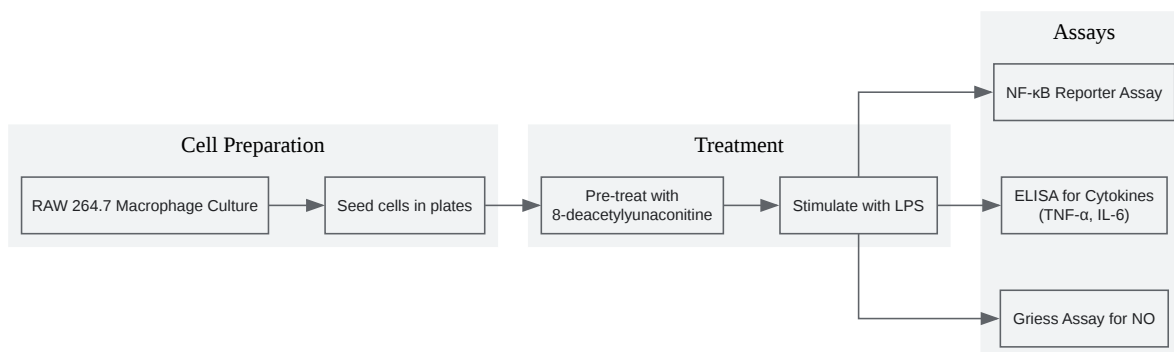 Cell Preparation
RAW 264.7 Macrophage Culture
Seed cells in plates
Treatment
Pre-treat with
8-deacetylyunaconitine
Stimulate with LPS
Assays
NF-κB Reporter Assay
ELISA for Cytokines
(TNF-α, IL-6)
Griess Assay for NO